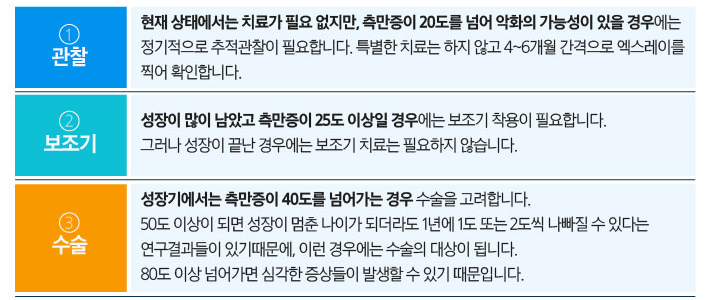 ① 관찰
현재 상태에서는 치료가 필요 없지만, 측만증이 20도를 넘어 악화의 가능성이 있을 경우에는
정기적으로 추적관찰이 필요합니다. 특별한 치료는 하지 않고 4~6개월 간격으로 엑스레이를
찍어 확인합니다.
② 보조기
성장이 많이 남았고 측만증이 25도 이상일 경우에는 보조기 착용이 필요합니다.
그러나 성장이 끝난 경우에는 보조기 치료는 필요하지 않습니다.
③ 수술
성장기에서는 측만증이 40도를 넘어가는 경우 수술을 고려합니다.
50도 이상이 되면 성장이 멈춘 나이가 되더라도 1년에 1도 또는 2도씩 나빠질 수 있다는
연구결과들이 있기때문에, 이런 경우에는 수술의 대상이 됩니다.
80도 이상 넘어가면 심각한 증상들이 발생할 수 있기 때문입니다.